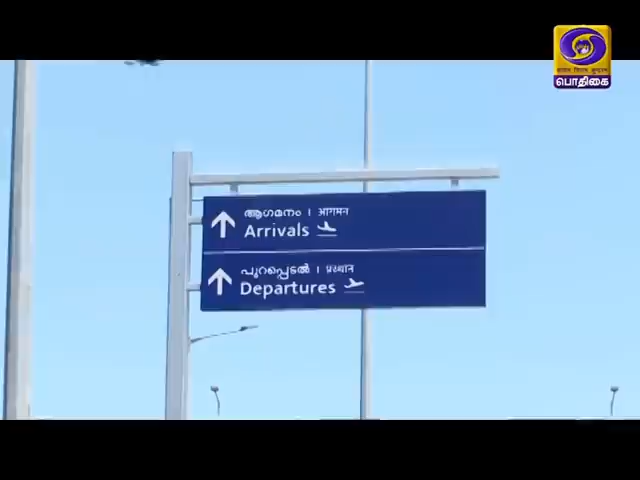 பொதிகை
ആഗമനം | आगमन
Arrivals
പുറപ്പെടൽ | प्रस्थान
Departures